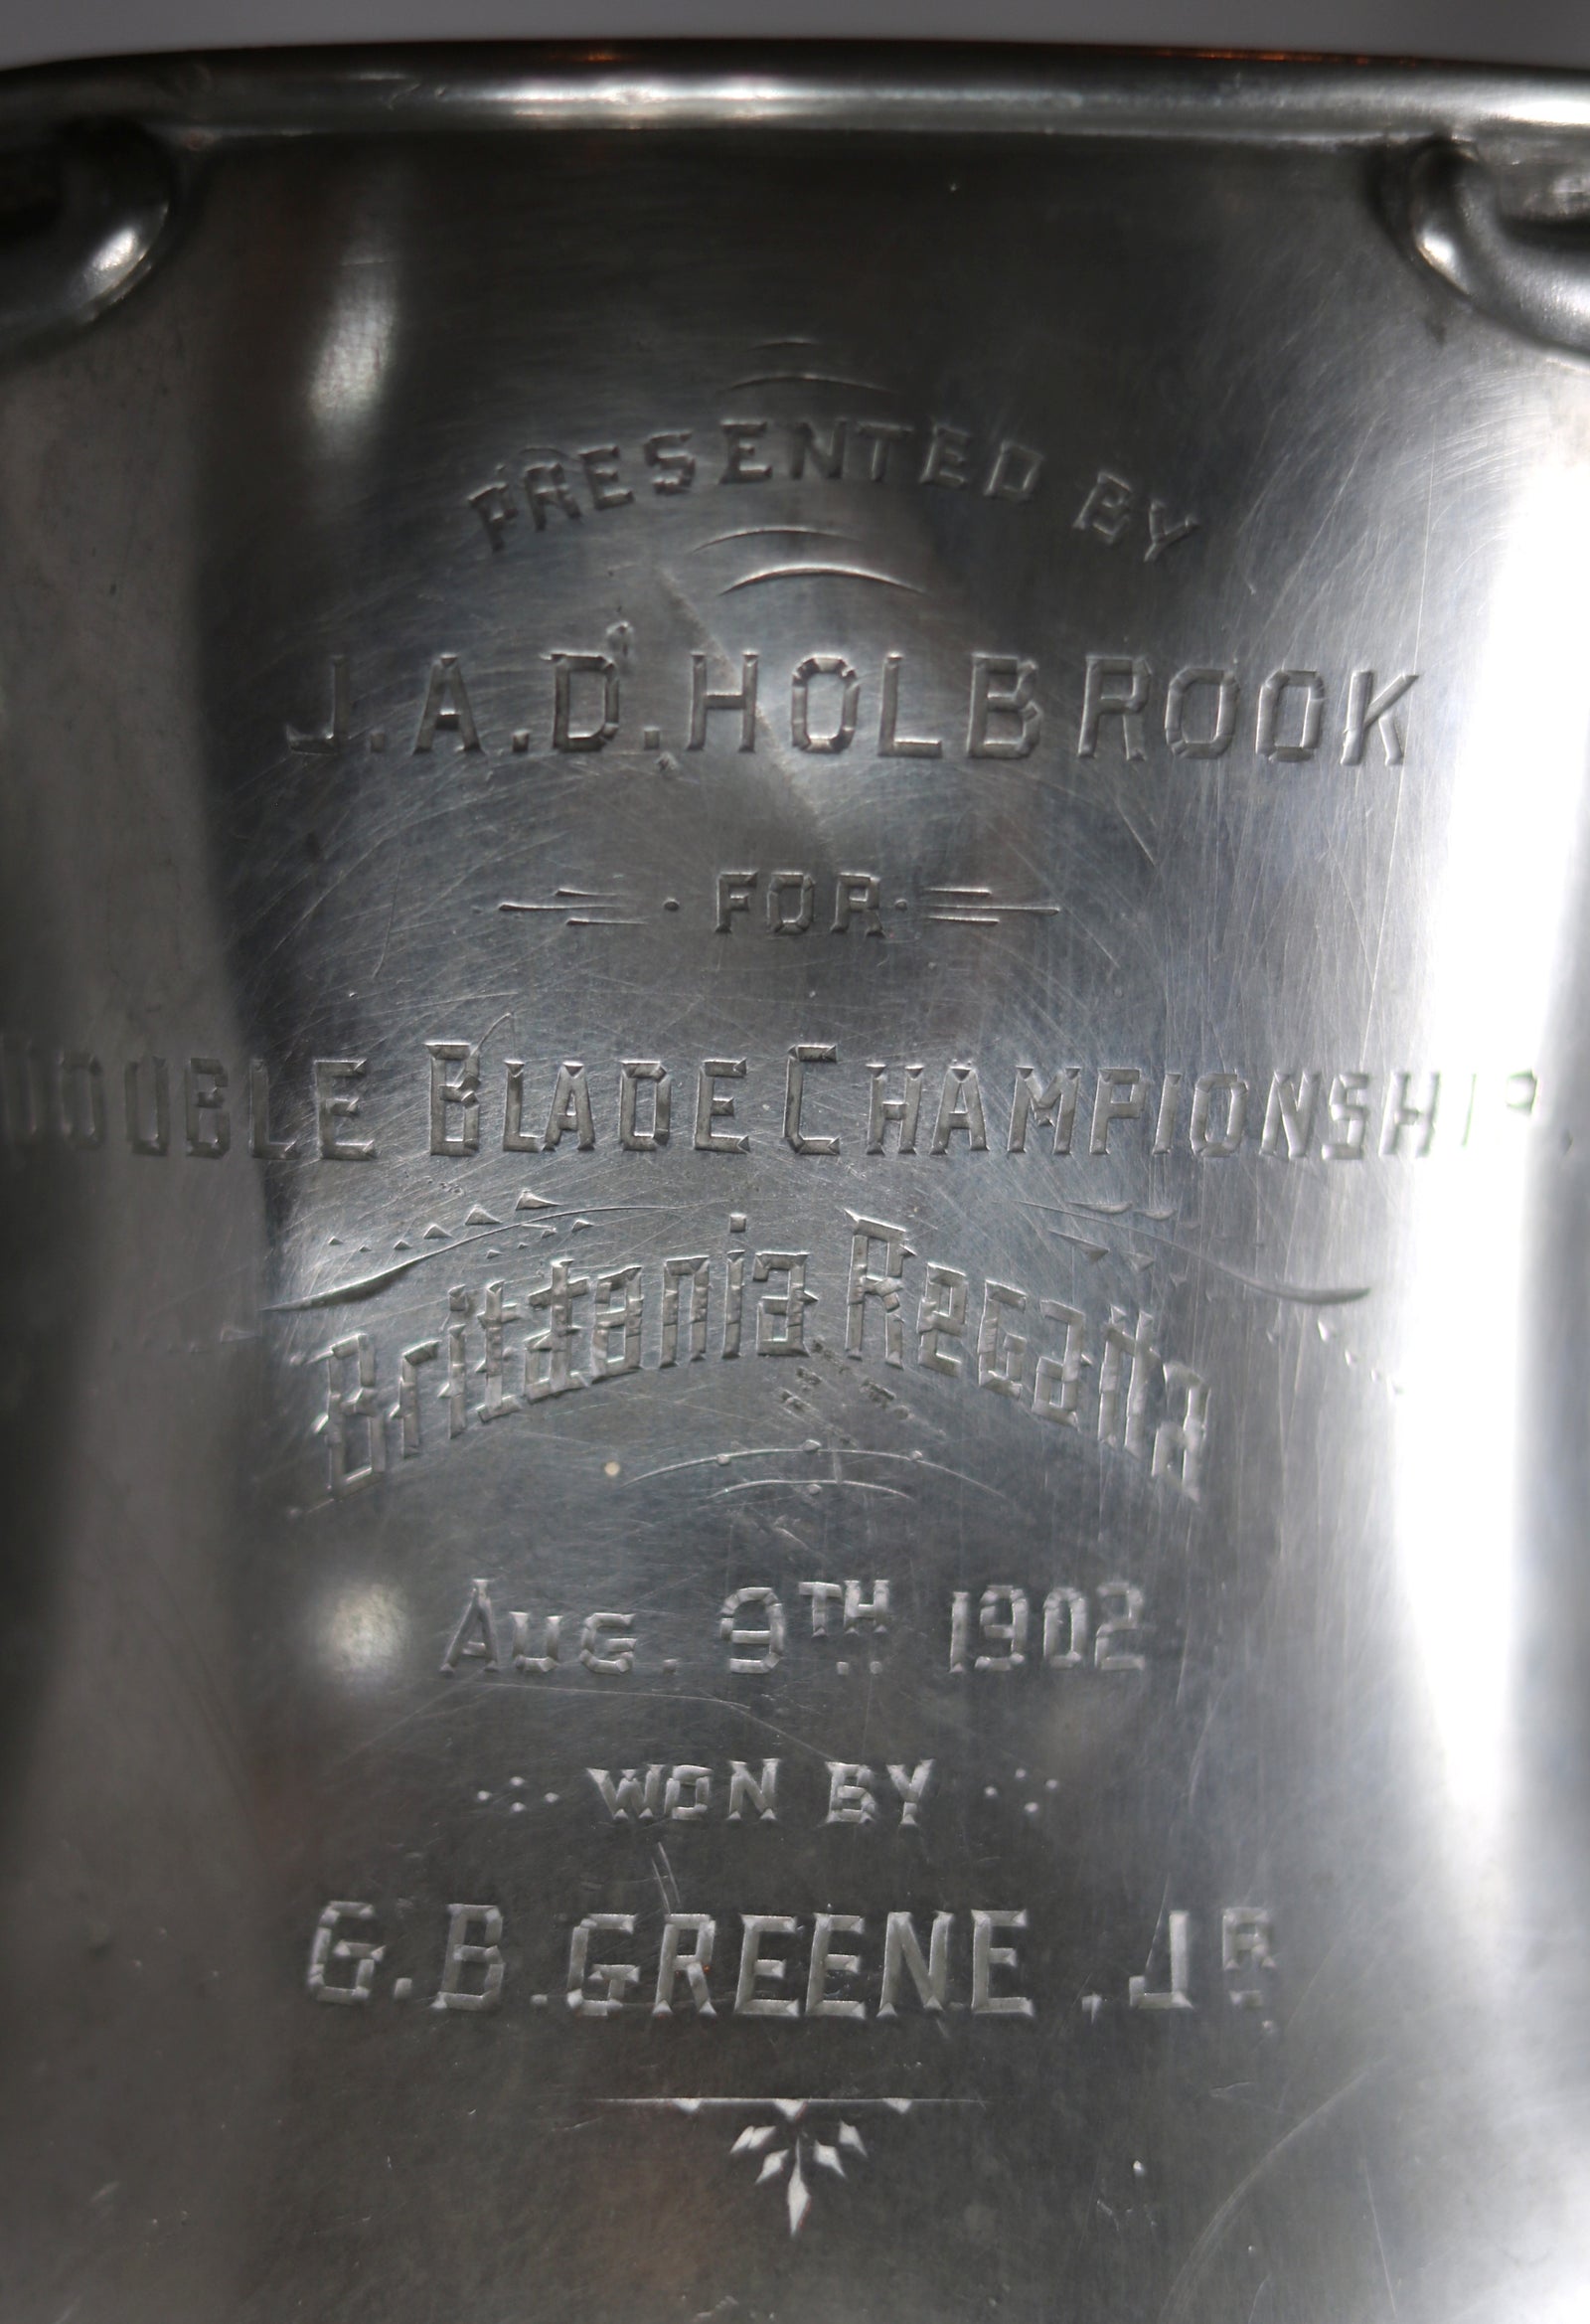 PRESENTED BY
J.A.D. HOLBROOK
FOR
DOUBLE BLADE CHAMPIONSHIP.
Brittania Regatta
AUG. 9TH 1902
WON BY
G.B. GREENE, JR